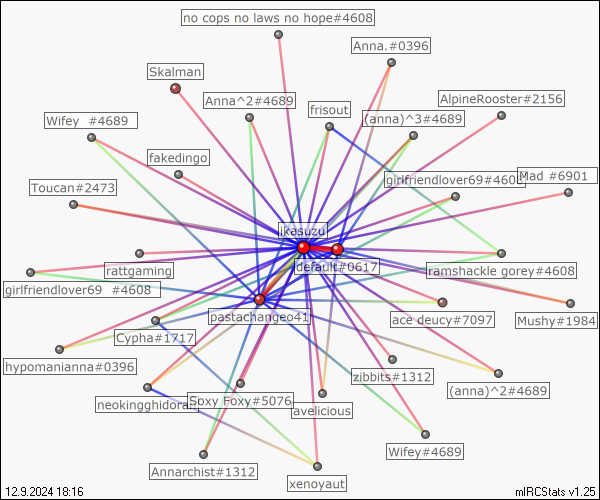 no cops no laws no hope#4608
Anna.#0396
Skalman
AlpineRooster#2156
Anna^2#4689
frisout
(anna)^3#4689
Wifey #4689
fakedingo
girlfriendlover69#4608
Mad #6901
Toucan#2473
ikasuzu
default#0617
rattgaming
ramshackle gorey#4608
girlfriendlover69 #4608
pastachangeo41
ace deucy#7097
Mushy#1984
Cypha#1717
hypomanianna#0396
zibbits#1312
(anna)^2#4689
neokingghidorah
Soxy Foxy#5076
avelicious
Wifey#4689
Annarchist#1312
xenoyaut
12.9.2024 18:16
mIRCStats v1.25